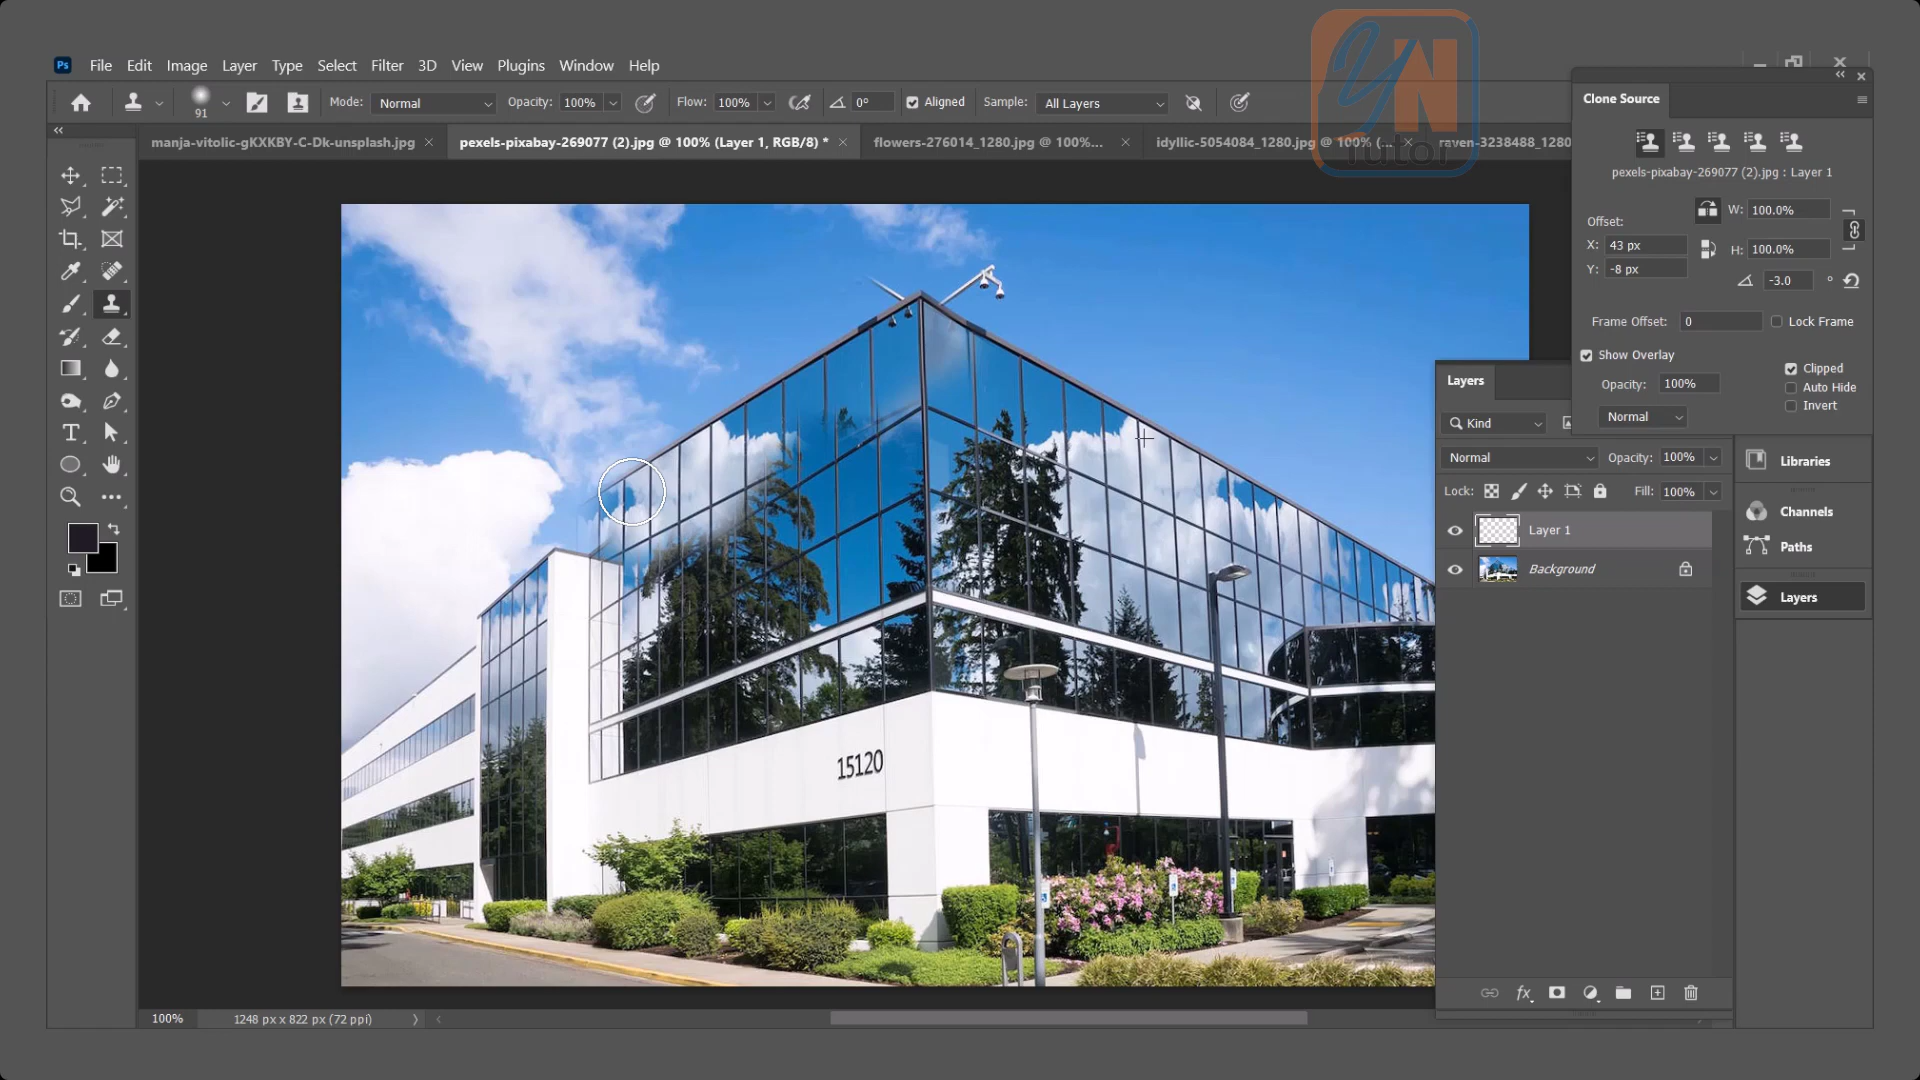 YN
Tutor
Ps File Edit Image Layer Type Select Filter 3D View Plugins Window Help
91 Mode: Normal Opacity: 100% Flow: 100% 0° Aligned Sample: All Layers
manja-vitolic-gKXKBY-C-Dk-unsplash.jpg × pexels-pixabay-269077 (2).jpg @ 100% (Layer 1, RGB/8) * × flowers-276014_1280.jpg @ 100%... × idyllic-5054084_1280.jpg @ 100% (... × raven-3238488_1280
Clone Source
pexels-pixabay-269077 (2).jpg : Layer 1
Offset: W: 100.0%
X: 43 px H: 100.0%
Y: -8 px -3.0 °
Frame Offset: 0 Lock Frame
Show Overlay Clipped
Opacity: 100% Auto Hide
Normal Invert
Layers
Kind
Normal Opacity: 100%
Lock: Fill: 100%
Layer 1
Background
fx
Libraries
Channels
Paths
Layers
T
15120
100% 1248 px x 822 px (72 ppi)